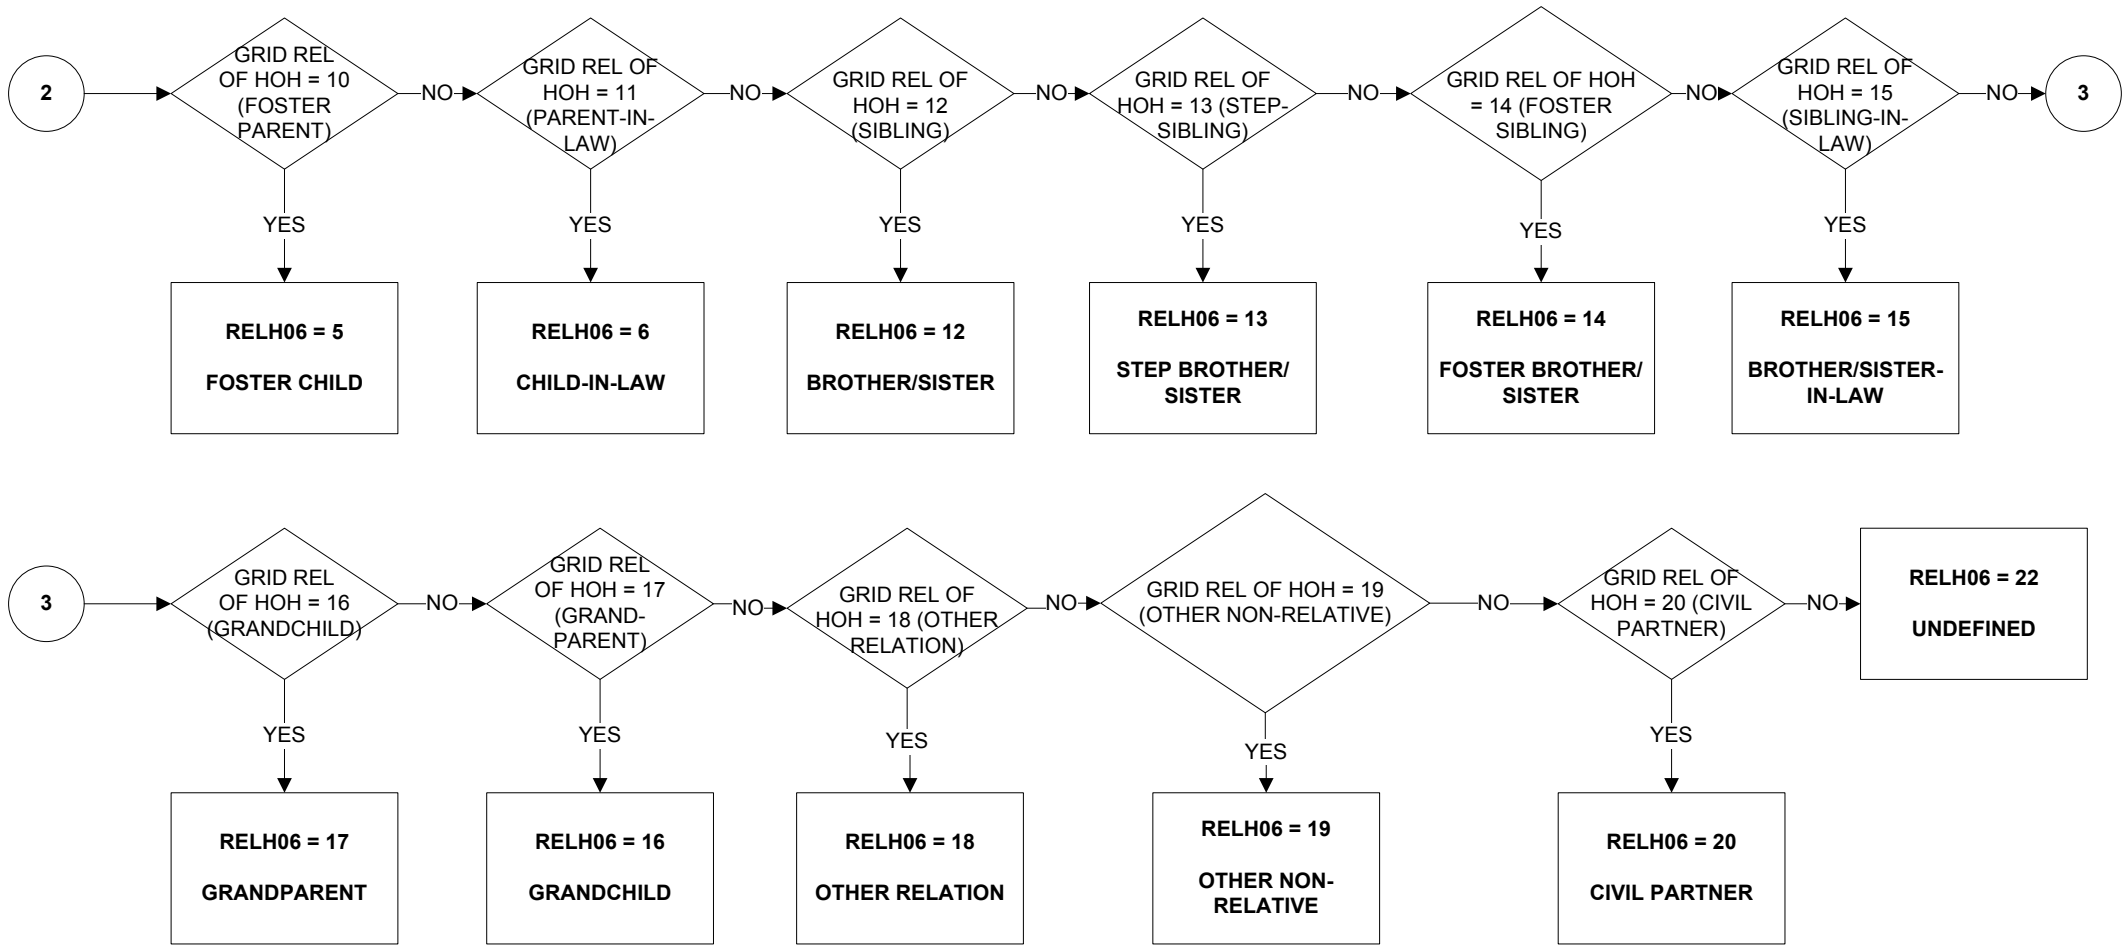 2
GRID REL
OF HOH = 10
(FOSTER
PARENT)
NO
GRID REL OF
HOH = 11
(PARENT-IN-
LAW)
NO
GRID REL OF
HOH = 12
(SIBLING)
NO
GRID REL OF
HOH = 13 (STEP-
SIBLING)
NO
GRID REL OF HOH
= 14 (FOSTER
SIBLING)
NO
GRID REL OF
HOH = 15
(SIBLING-IN-
LAW)
NO
3
YES
YES
YES
YES
YES
YES
RELH06 = 5
FOSTER CHILD
RELH06 = 6
CHILD-IN-LAW
RELH06 = 12
BROTHER/SISTER
RELH06 = 13
STEP BROTHER/
SISTER
RELH06 = 14
FOSTER BROTHER/
SISTER
RELH06 = 15
BROTHER/SISTER-
IN-LAW
3
GRID REL
OF HOH = 16
(GRANDCHILD)
NO
GRID REL
OF HOH = 17
(GRAND-
PARENT)
NO
GRID REL OF
HOH = 18 (OTHER
RELATION)
NO
GRID REL OF HOH = 19
(OTHER NON-RELATIVE)
NO
GRID REL OF
HOH = 20 (CIVIL
PARTNER)
NO
RELH06 = 22
UNDEFINED
YES
YES
YES
YES
YES
RELH06 = 17
GRANDPARENT
RELH06 = 16
GRANDCHILD
RELH06 = 18
OTHER RELATION
RELH06 = 19
OTHER NON-
RELATIVE
RELH06 = 20
CIVIL PARTNER